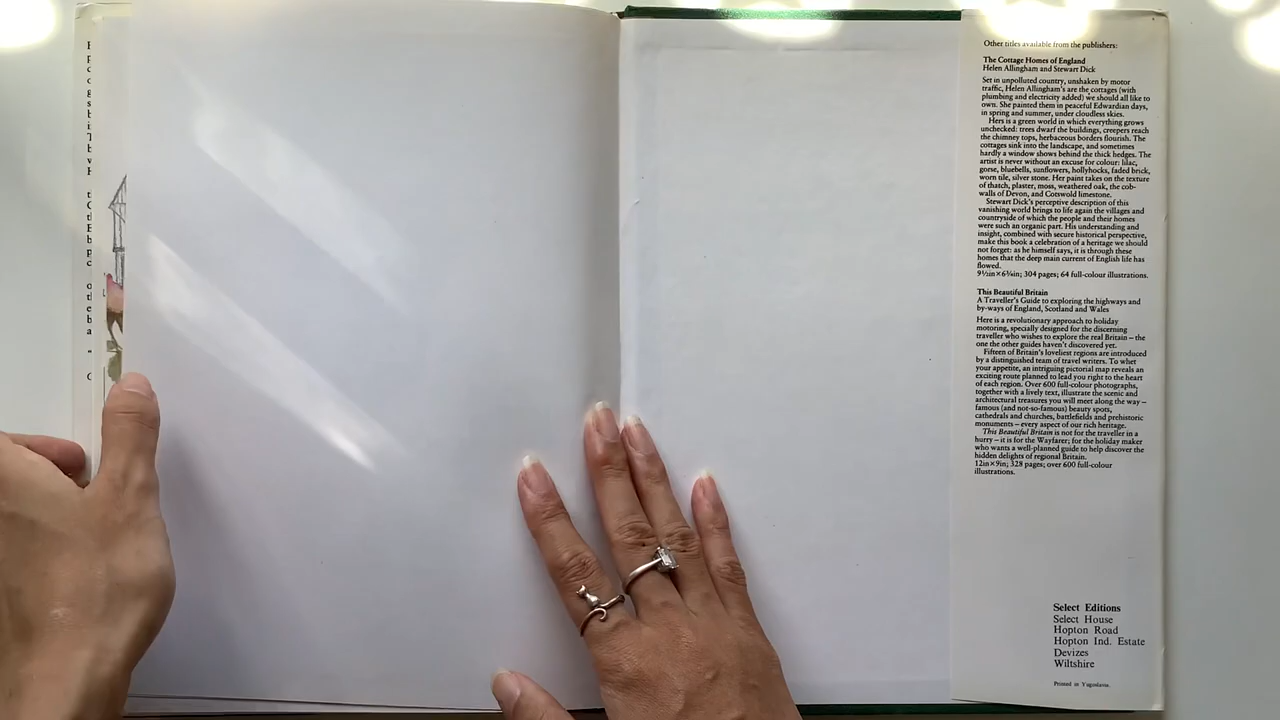 Other titles available from the publishers:
The Cottage Homes of England
Helen Allingham and Stewart Dick
Set in unpolluted country, unshaken by motor
traffic, Helen Allingham's are the cottages (with
plumbing and electricity added) we should all like to
own. She painted them in peaceful Edwardian days,
in spring and summer, under cloudless skies.
Hers is a green world in which everything grows
unchecked: trees dwarf the buildings, creepers reach
the chimney tops, herbaceous borders flourish. The
cottages sink into the landscape, and sometimes
hardly a window shows behind the thick hedges. The
artist is never without an excuse for colour: lilac,
gorse, bluebells, sunflowers, hollyhocks, faded brick,
worn tile, silver stone. Her paint takes on the texture
of thatch, plaster, moss, weathered oak, the cob-
walls of Devon, and Cotswold limestone.
Stewart Dick's perceptive description of this
vanishing world brings to life again the villages and
countryside of which the people and their homes
were such an organic part. His understanding and
insight, combined with secure historical perspective,
make this book a celebration of a heritage we should
not forget: as he himself says, it is through these
homes that the deep main current of English life has
flowed.
9½in×6¾in; 304 pages; 64 full-colour illustrations.
This Beautiful Britain
A Traveller's Guide to exploring the highways and
by-ways of England, Scotland and Wales
Here is a revolutionary approach to holiday
motoring, specially designed for the discerning
traveller who wishes to explore the real Britain – the
one the other guides haven't discovered yet.
Fifteen of Britain's loveliest regions are introduced
by a distinguished team of travel writers. To whet
your appetite, an intriguing pictorial map reveals an
exciting route planned to lead you right to the heart
of each region. Over 600 full-colour photographs,
together with a lively text, illustrate the scenic and
architectural treasures you will meet along the way –
famous (and not-so-famous) beauty spots,
cathedrals and churches, battlefields and prehistoric
monuments – every aspect of our rich heritage.
This Beautiful Britain is not for the traveller in a
hurry – it is for the Wayfarer; for the holiday maker
who wants a well-planned guide to help discover the
hidden delights of regional Britain.
12in×9in; 328 pages; over 600 full-colour
illustrations.
Select Editions
Select House
Hopton Road
Hopton Ind. Estate
Devizes
Wiltshire
Printed in Yugoslavia.